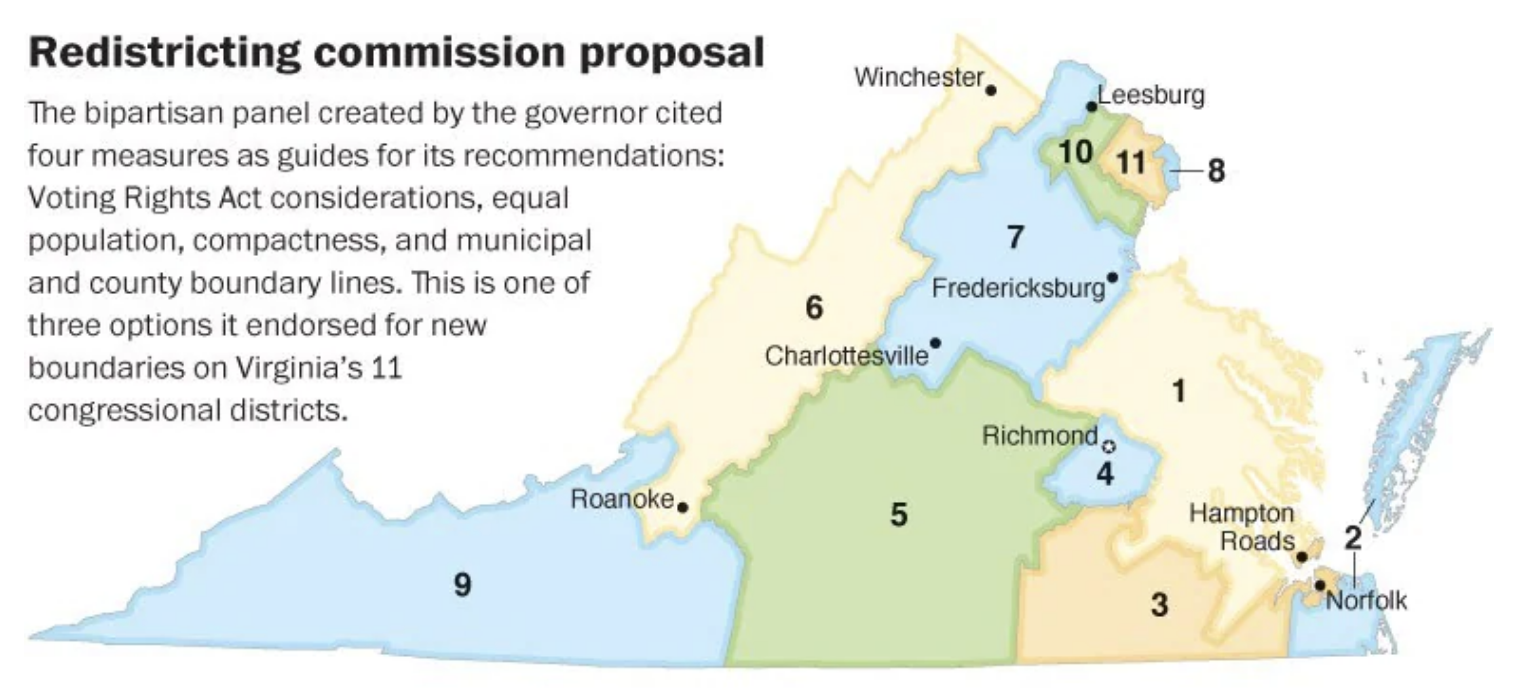 Redistricting commission proposal
The bipartisan panel created by the governor cited
four measures as guides for its recommendations:
Voting Rights Act considerations, equal
population, compactness, and municipal
and county boundary lines. This is one of
three options it endorsed for new
boundaries on Virginia’s 11
congressional districts.
Winchester
Leesburg
10
11
8
7
Fredericksburg
6
Charlottesville
1
Richmond
4
Roanoke
5
Hampton
Roads
2
9
3
Norfolk